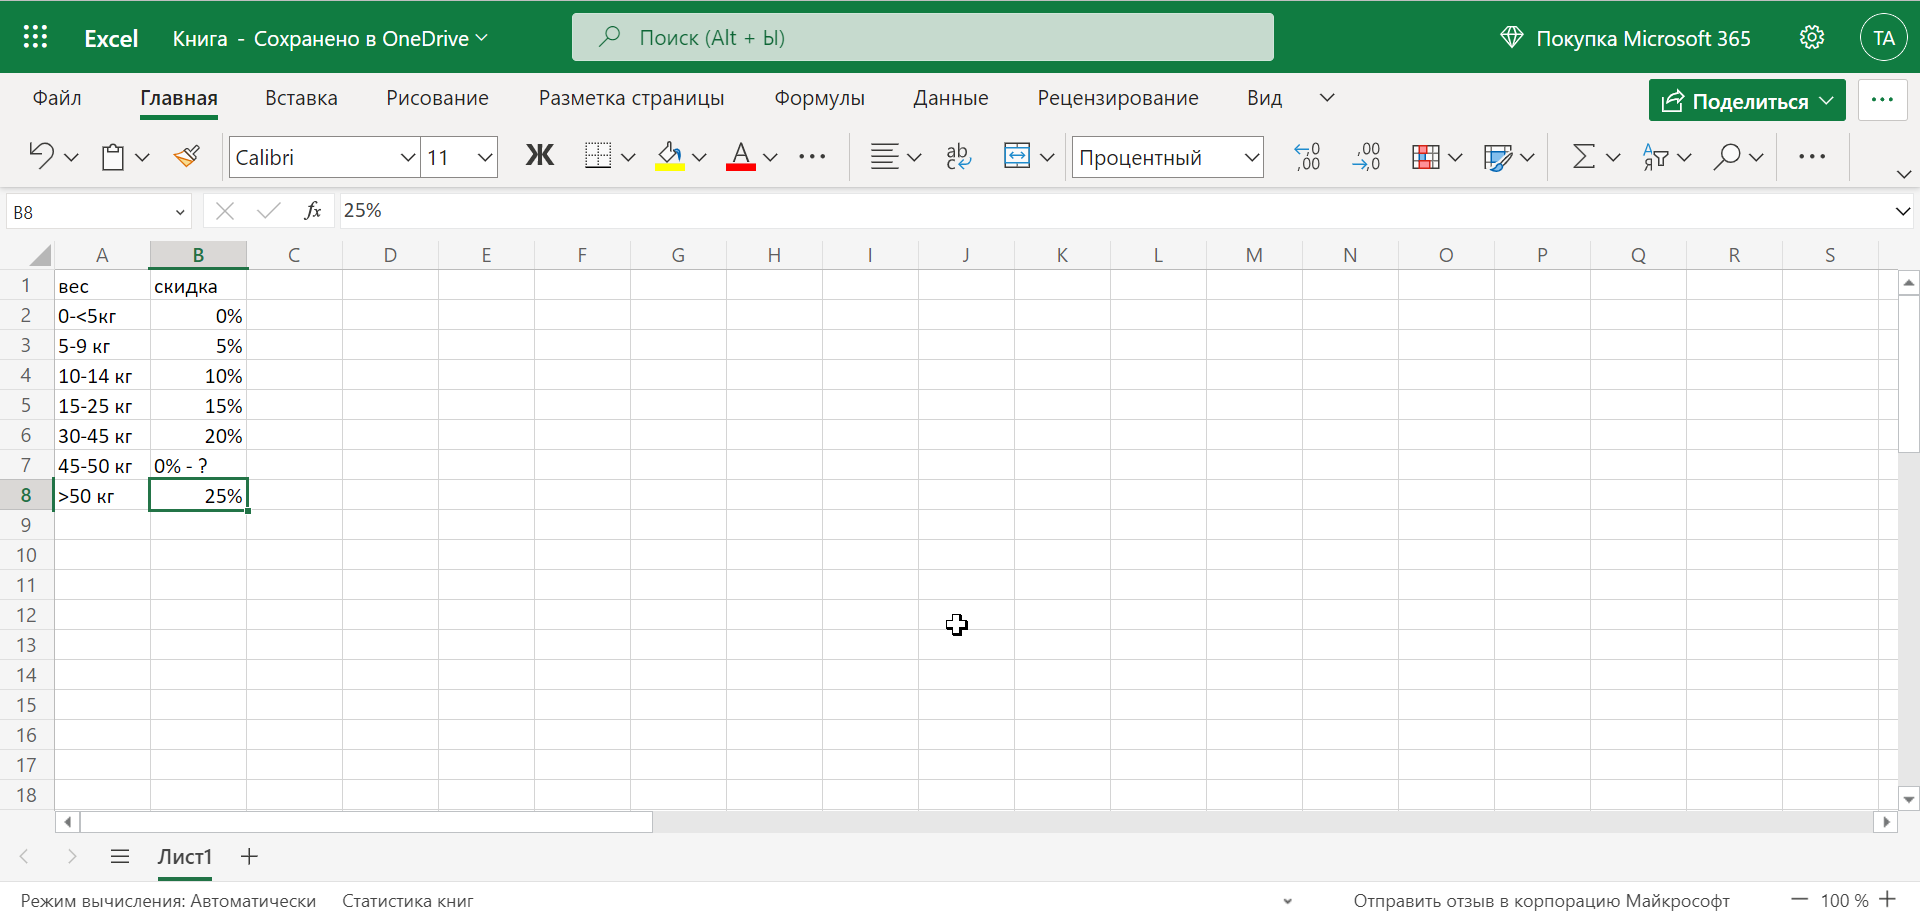 Excel Книга - Сохранено в OneDrive Поиск (Alt + Ы) Покупка Microsoft 365 TA
Файл Главная Вставка Рисование Разметка страницы Формулы Данные Рецензирование Вид Поделиться
Calibri 11 Ж A ab c Процентный ,00 ,00 А Я
B8 fx 25%
A B C D E F G H I J K L M N O P Q R S
1 вес скидка
2 0-<5кг 0%
3 5-9 кг 5%
4 10-14 кг 10%
5 15-25 кг 15%
6 30-45 кг 20%
7 45-50 кг 0% - ?
8 >50 кг 25%
9
10
11
12
13
14
15
16
17
18
Лист1
Режим вычисления: Автоматически Статистика книг Отправить отзыв в корпорацию Майкрософт 100 %